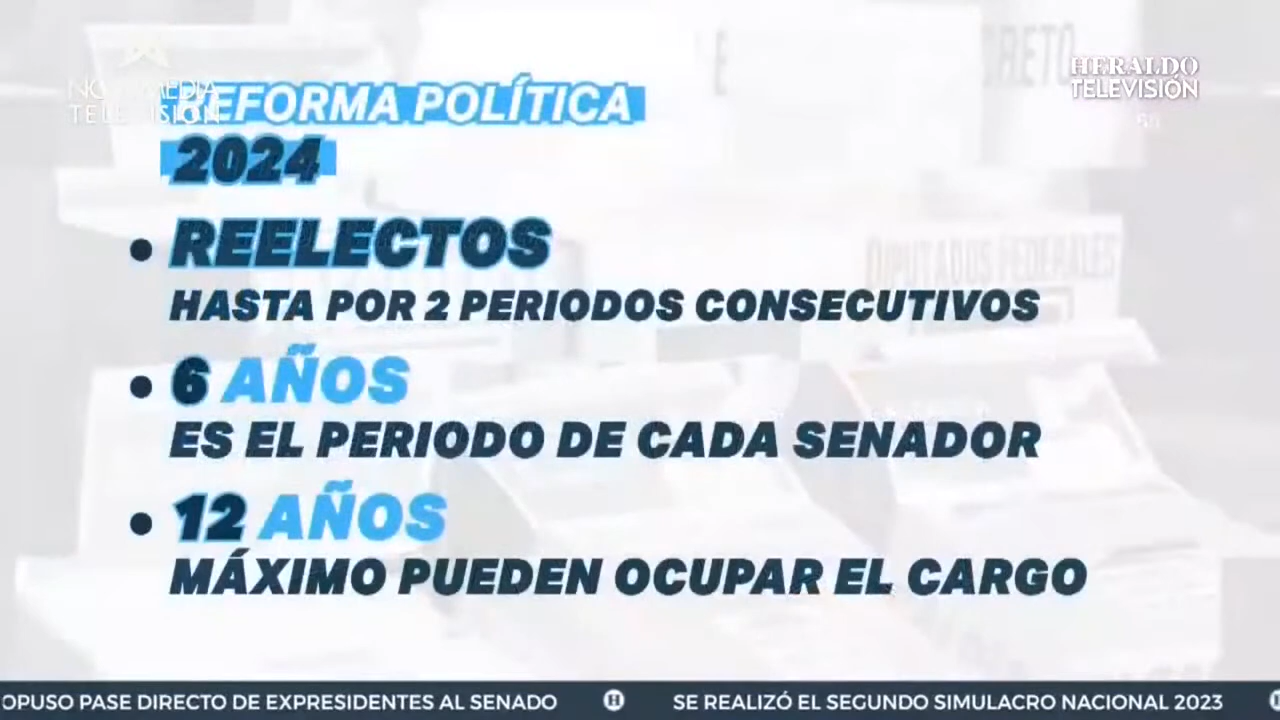 HERALDO
TELEVISIÓN
TELEVISIÓN
REFORMA POLÍTICA
2024
• REELECTOS
HASTA POR 2 PERIODOS CONSECUTIVOS
DIPUTADOS FEDERALES
• 6 AÑOS
ES EL PERIODO DE CADA SENADOR
• 12 AÑOS
MÁXIMO PUEDEN OCUPAR EL CARGO
OPUSO PASE DIRECTO DE EXPRESIDENTES AL SENADO
SE REALIZÓ EL SEGUNDO SIMULACRO NACIONAL 2023